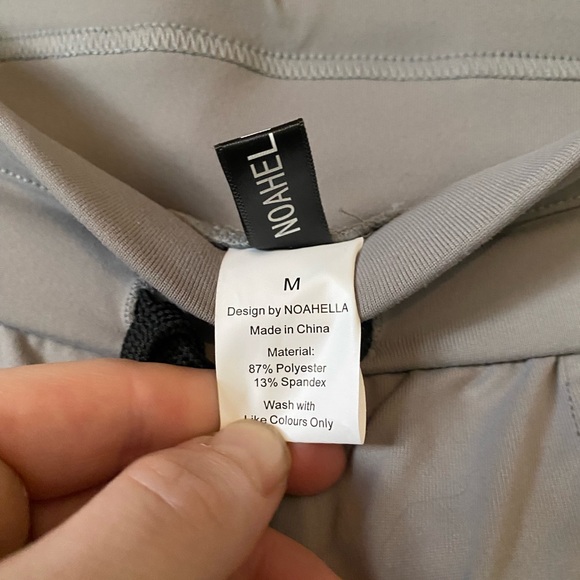 NOAHEL
M
Design by NOAHELLA
Made in China
Material:
87% Polyester
13% Spandex
Wash with
Like Colours Only